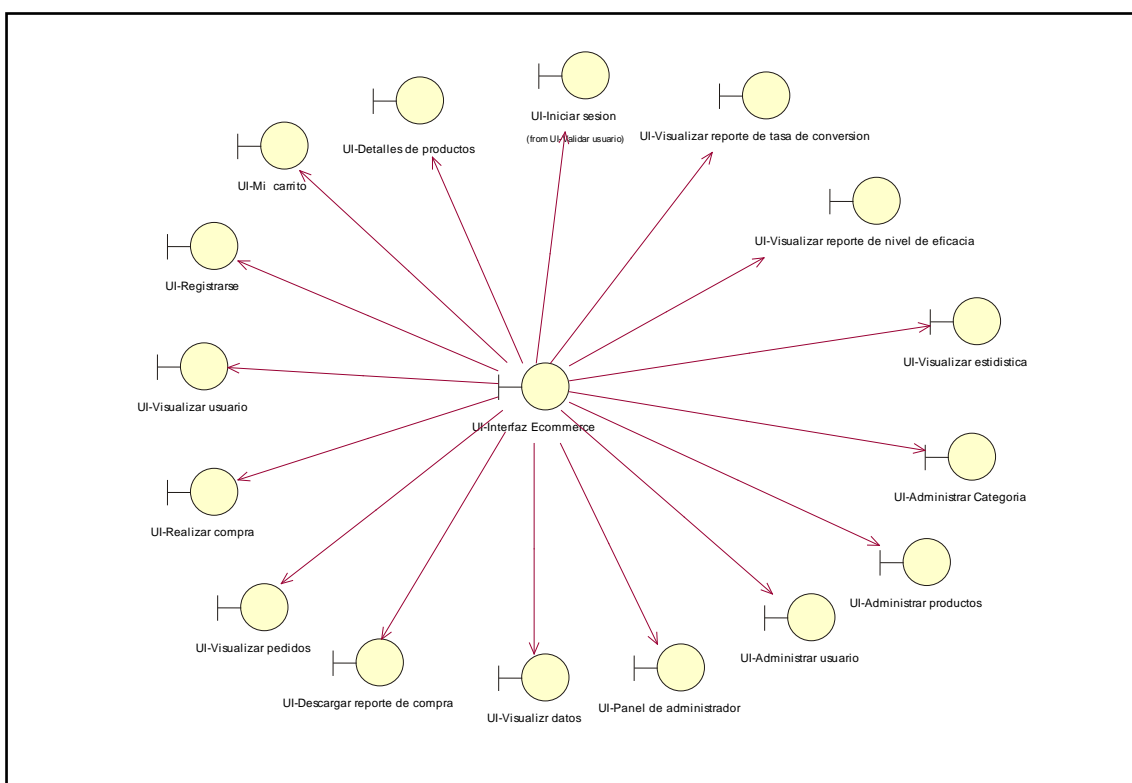 UI-Iniciar sesion
(from UI-Validar usuario)
UI-Visualizar reporte de tasa de conversion
UI-Detalles de productos
UI-Mi carrito
UI-Visualizar reporte de nivel de eficacia
UI-Registrarse
UI-Visualizar estidistica
UI-Visualizar usuario
UI-Interfaz Ecommerce
UI-Administrar Categoria
UI-Realizar compra
UI-Administrar productos
UI-Visualizar pedidos
UI-Administrar usuario
UI-Descargar reporte de compra
UI-Panel de administrador
UI-Visualizr datos